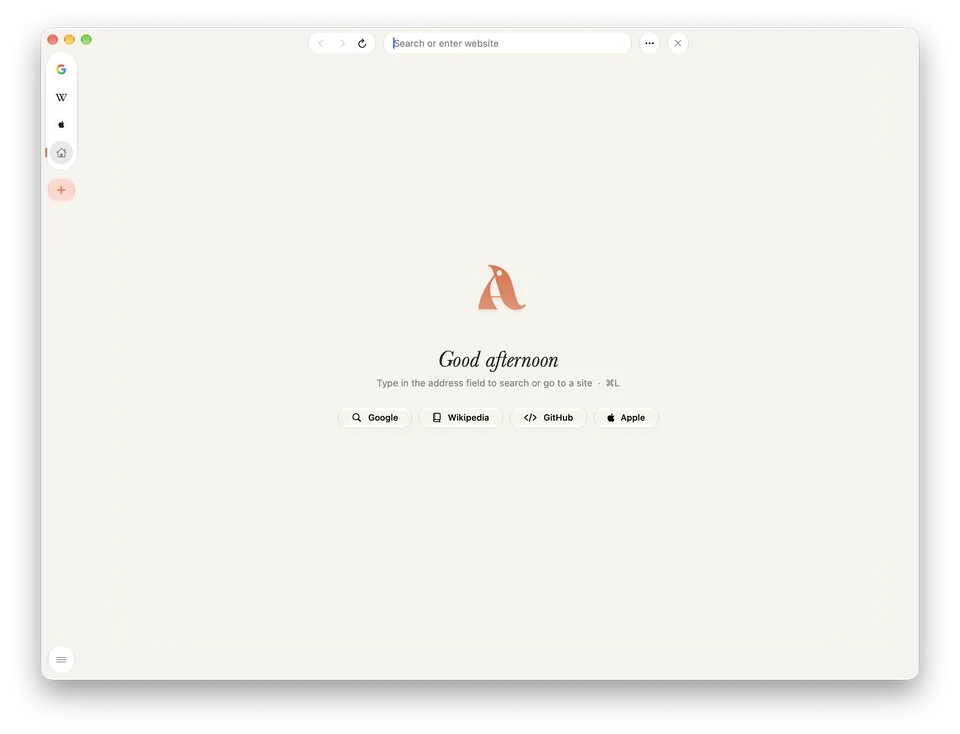 Search or enter website
W
A
Good afternoon
Type in the address field to search or go to a site · ⌘L
Google
Wikipedia
</> GitHub
Apple